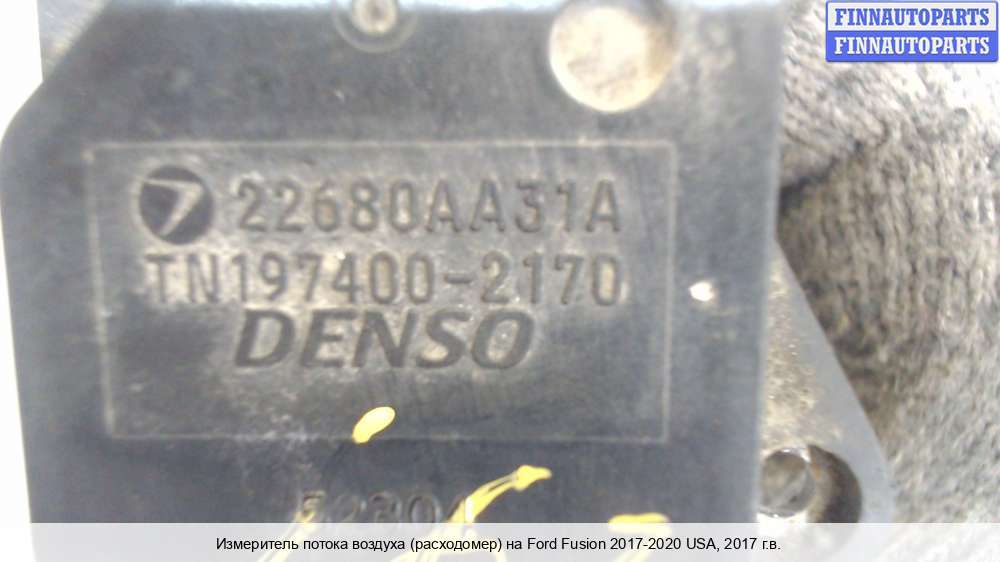 FINNAUTOPARTS
FINNAUTOPARTS
22680AA31A
TN197400-2170
DENSO
Измеритель потока воздуха (расходомер) на Ford Fusion 2017-2020 USA, 2017 г.в.